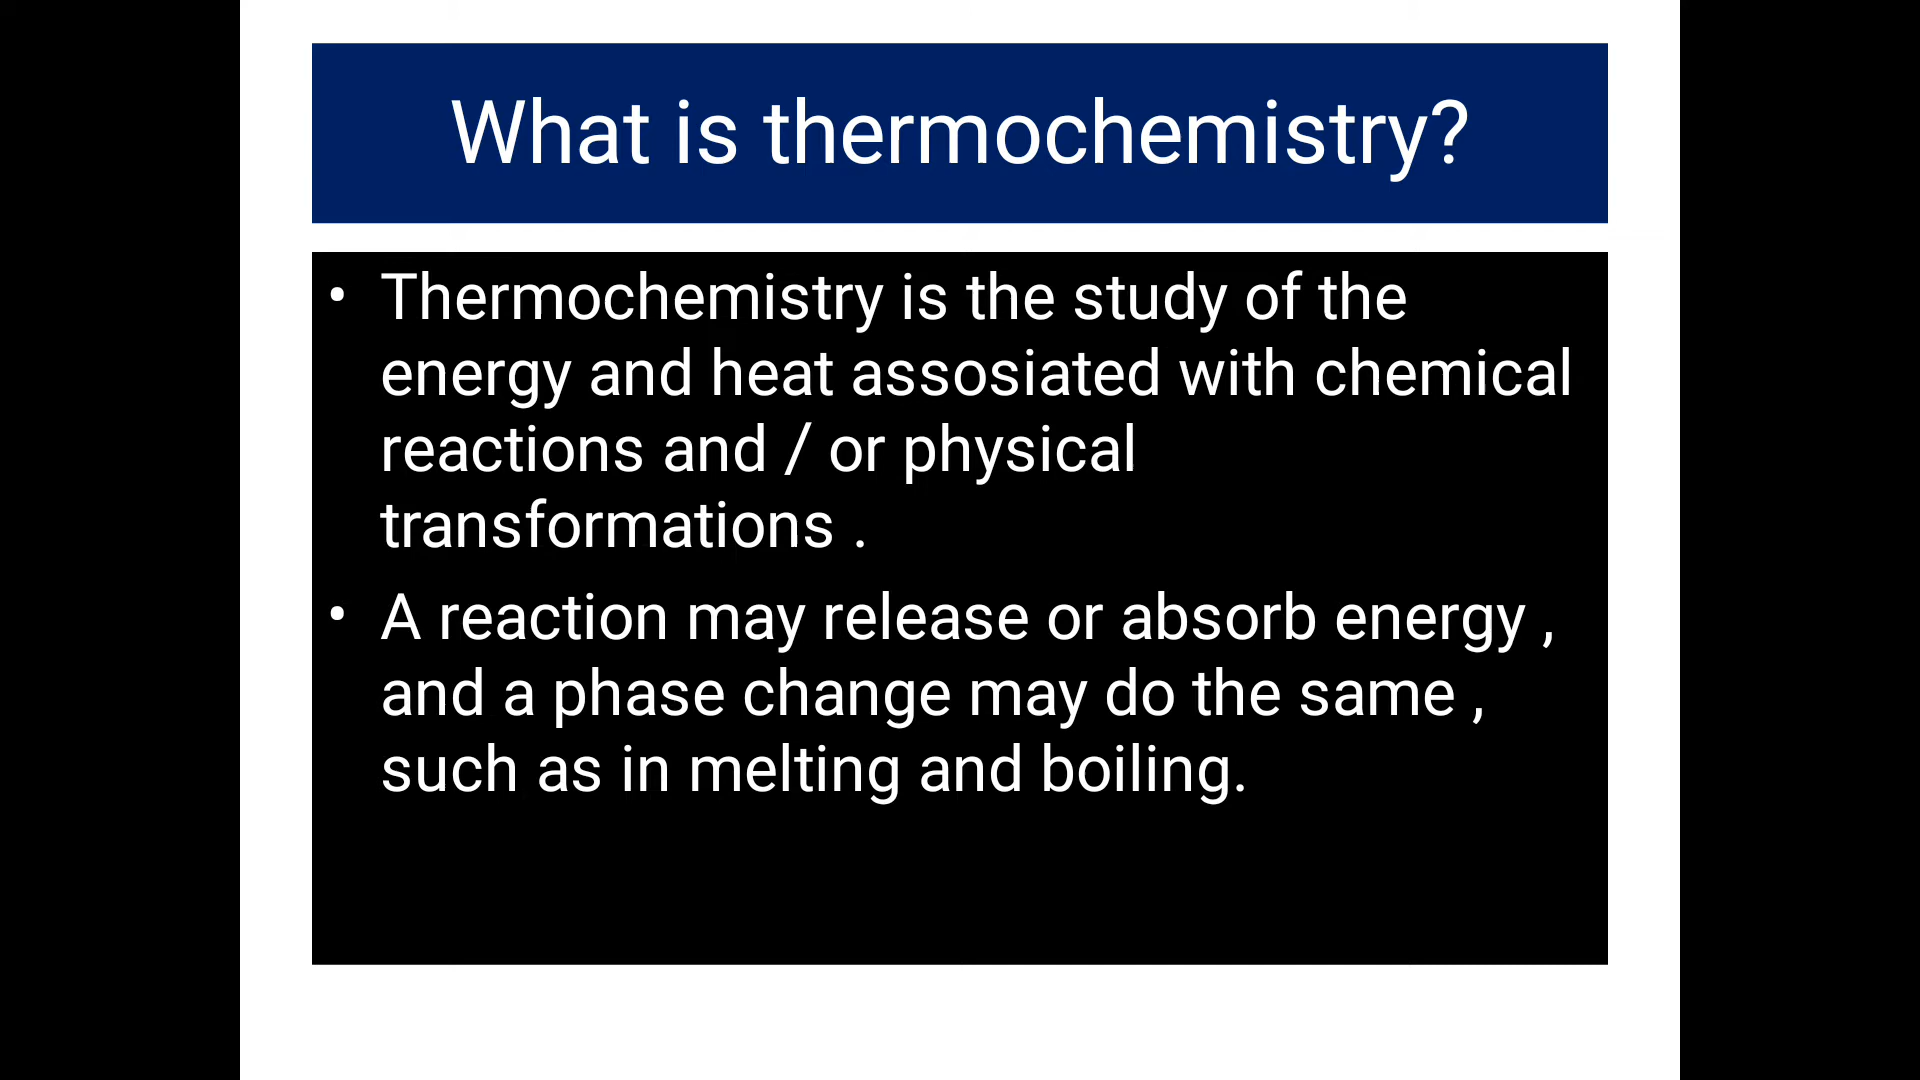 What is thermochemistry?
• Thermochemistry is the study of the
energy and heat assosiated with chemical
reactions and / or physical
transformations .
• A reaction may release or absorb energy ,
and a phase change may do the same ,
such as in melting and boiling.